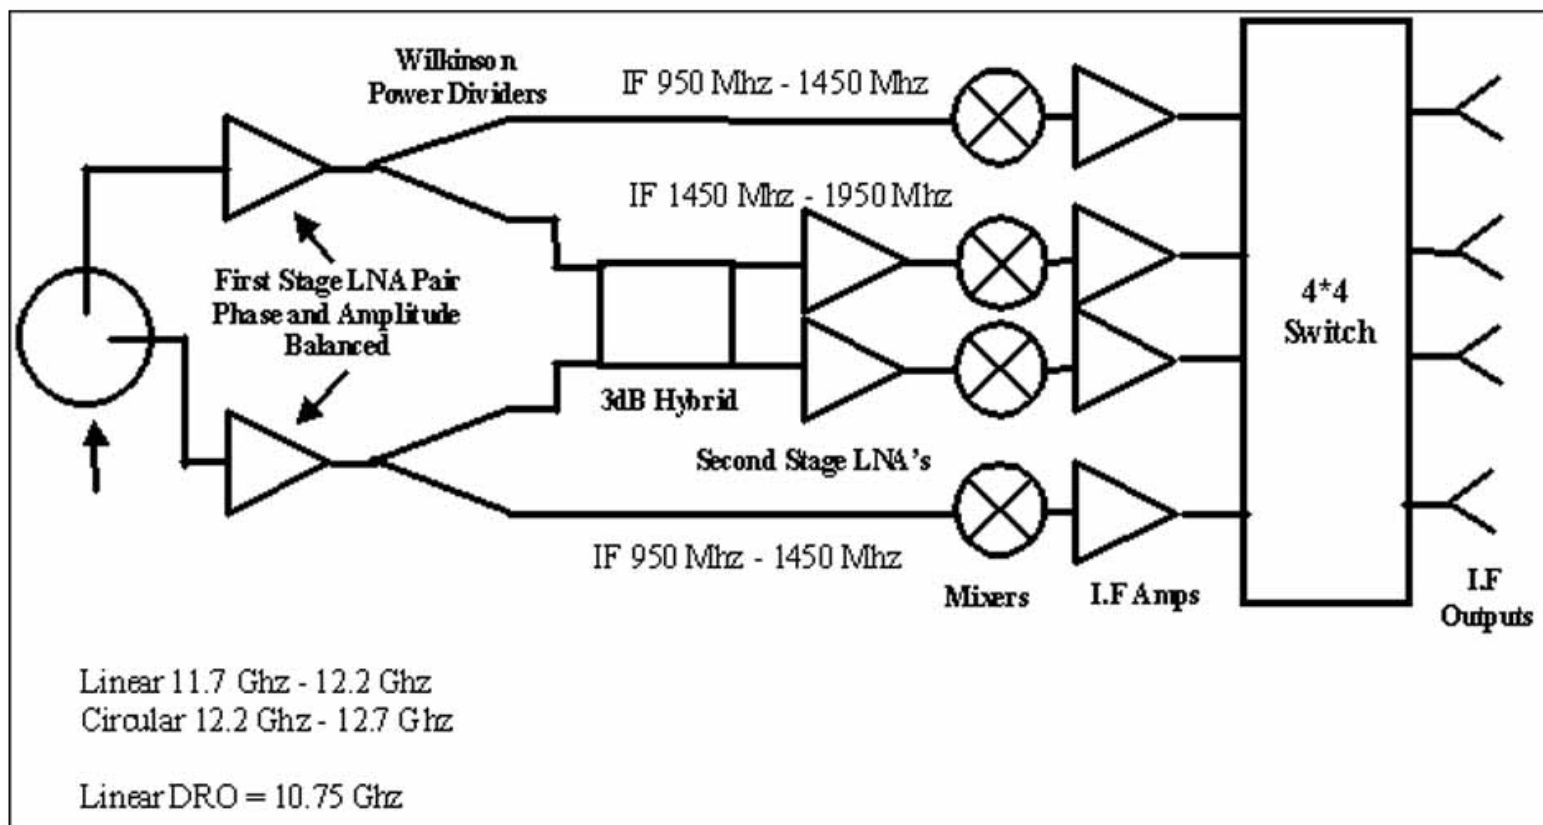 Wilkinson
Power Dividers
IF 950 Mhz - 1450 Mhz
IF 1450 Mhz - 1950 Mhz
First Stage LNA Pair
Phase and Amplitude
Balanced
4*4
Switch
3dB Hybrid
Second Stage LNA's
IF 950 Mhz - 1450 Mhz
Mixers
I.F Amps
I.F
Outputs
Linear 11.7 Ghz - 12.2 Ghz
Circular 12.2 Ghz - 12.7 Ghz
Linear DRO = 10.75 Ghz